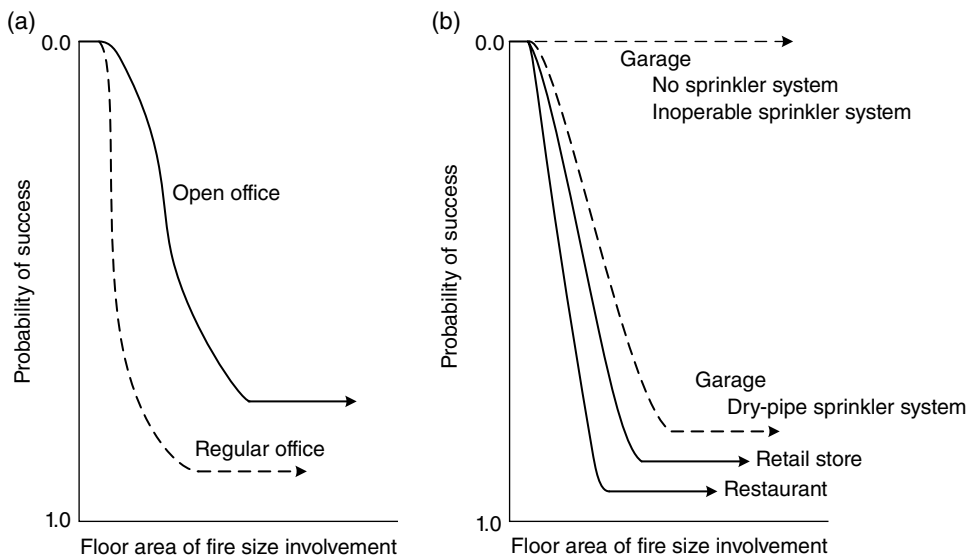 (a)
0.0
Probability of success
Open office
Regular office
1.0
Floor area of fire size involvement
(b)
0.0
Probability of success
Garage
No sprinkler system
Inoperable sprinkler system
Garage
Dry-pipe sprinkler system
Retail store
Restaurant
1.0
Floor area of fire size involvement